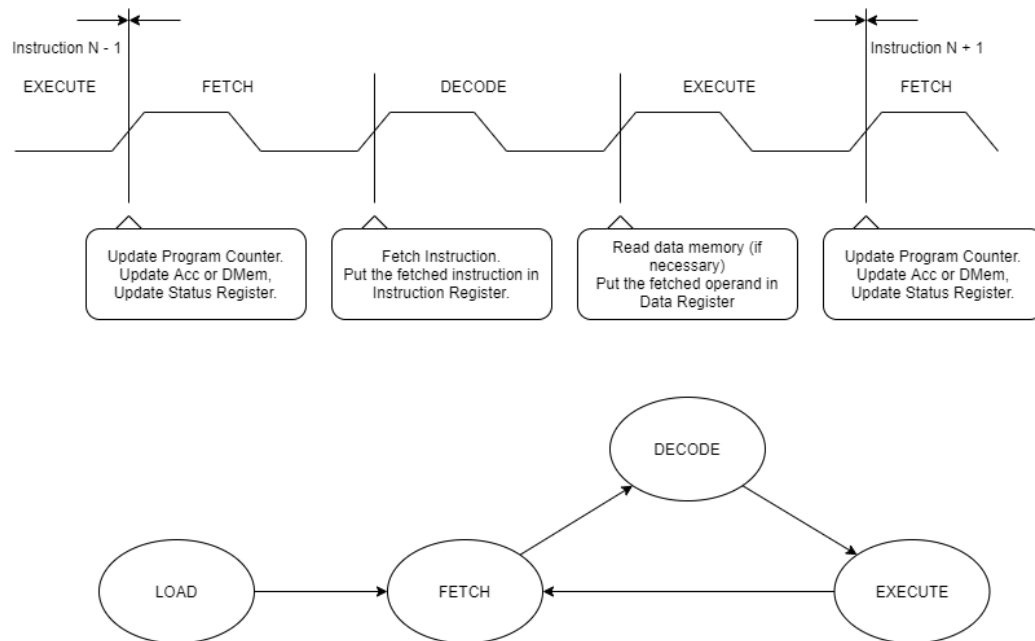 Instruction N - 1
Instruction N + 1
EXECUTE
FETCH
DECODE
EXECUTE
FETCH
Update Program Counter.
Update Acc or DMem,
Update Status Register.
Fetch Instruction.
Put the fetched instruction in
Instruction Register.
Read data memory (if
necessary)
Put the fetched operand in
Data Register
Update Program Counter.
Update Acc or DMem,
Update Status Register.
DECODE
LOAD
FETCH
EXECUTE